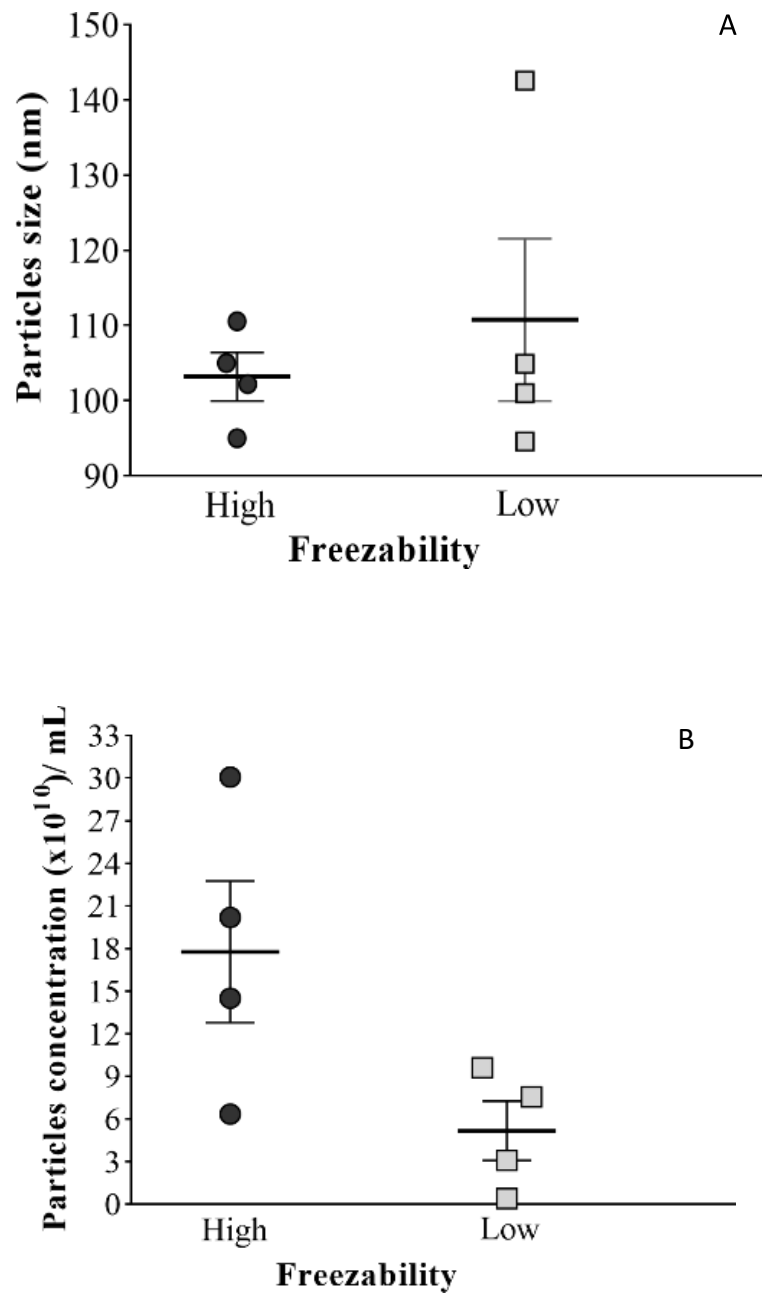 A
150
140
130
120
110
100
90
Particles size (nm)
High Low
Freezability
B
33
30
27
24
21
18
15
12
9
6
3
0
Particles concentration (x10¹⁰)/ mL
High Low
Freezability